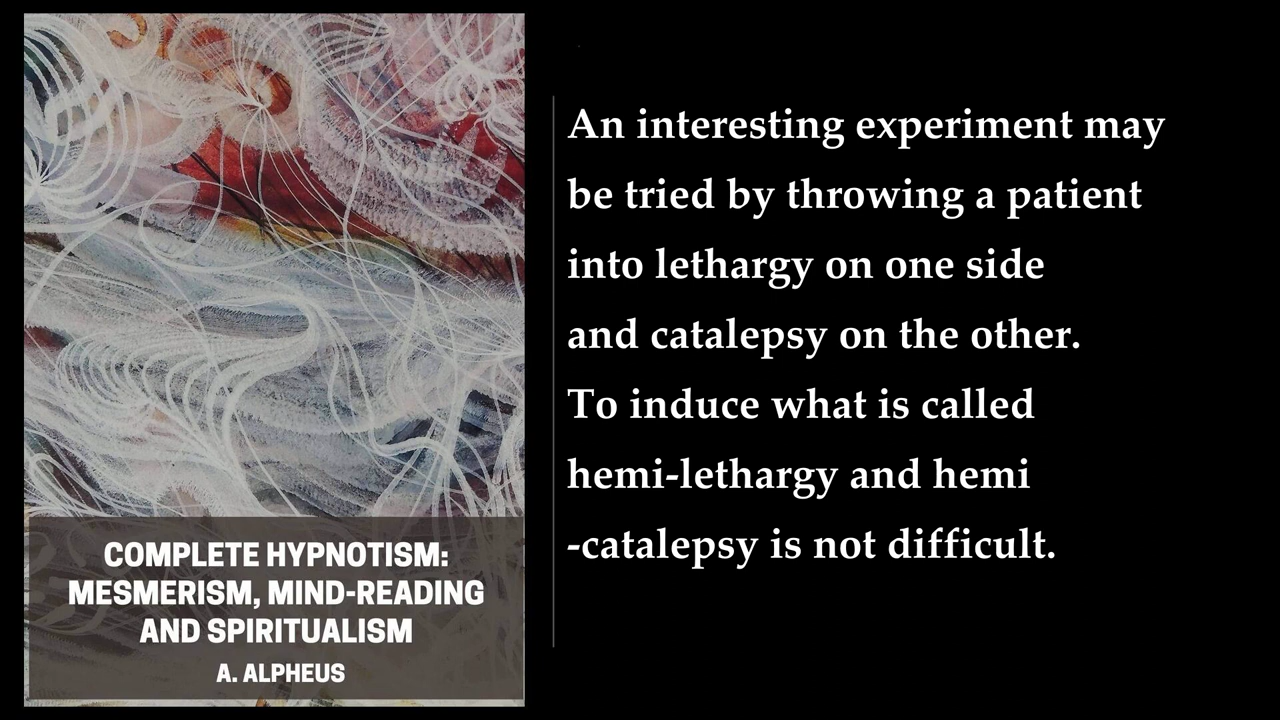 COMPLETE HYPNOTISM:
MESMERISM, MIND-READING
AND SPIRITUALISM
A. ALPHEUS
An interesting experiment may
be tried by throwing a patient
into lethargy on one side
and catalepsy on the other.
To induce what is called
hemi-lethargy and hemi
-catalepsy is not difficult.